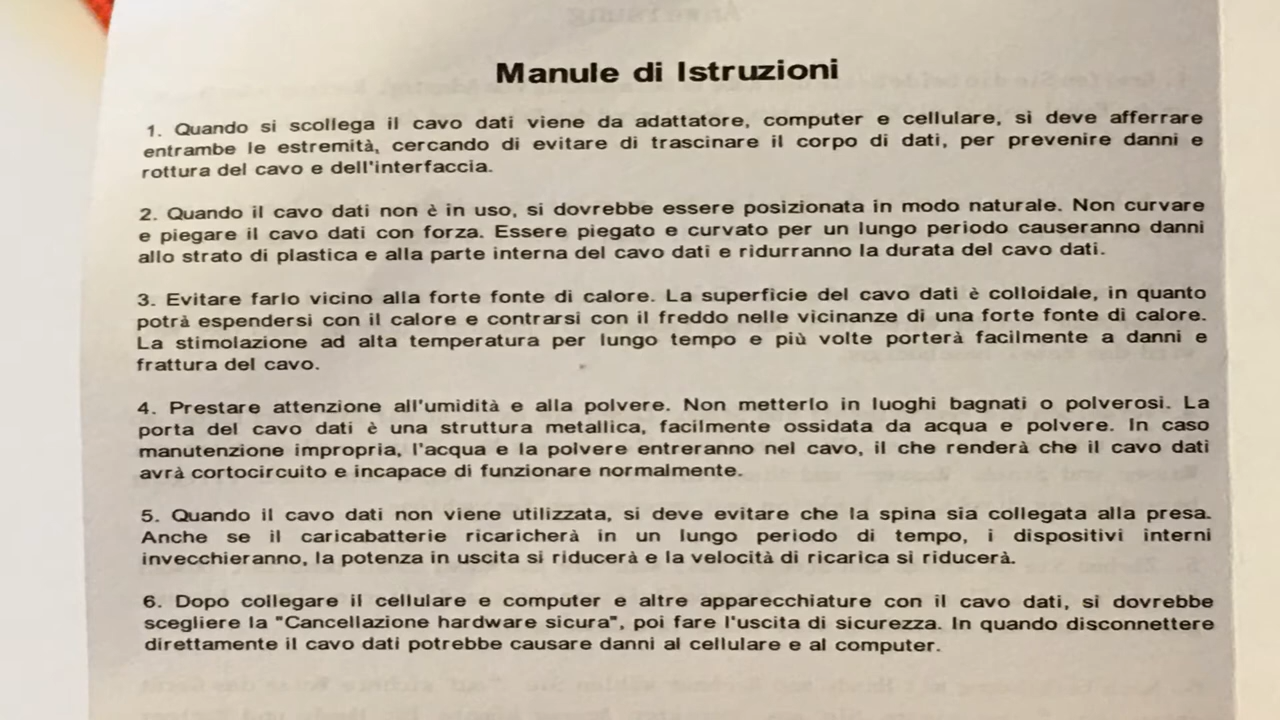 Manule di Istruzioni
1. Quando si scollega il cavo dati viene da adattatore, computer e cellulare, si deve afferrare
entrambe le estremità, cercando di evitare di trascinare il corpo di dati, per prevenire danni e
rottura del cavo e dell'interfaccia.
2. Quando il cavo dati non è in uso, si dovrebbe essere posizionata in modo naturale. Non curvare
e piegare il cavo dati con forza. Essere piegato e curvato per un lungo periodo causeranno danni
allo strato di plastica e alla parte interna del cavo dati e ridurranno la durata del cavo dati.
3. Evitare farlo vicino alla forte fonte di calore. La superficie del cavo dati è colloidale, in quanto
potrà espendersi con il calore e contrarsi con il freddo nelle vicinanze di una forte fonte di calore.
La stimolazione ad alta temperatura per lungo tempo e più volte porterà facilmente a danni e
frattura del cavo.
4. Prestare attenzione all'umidità e alla polvere. Non metterlo in luoghi bagnati o polverosi. La
porta del cavo dati è una struttura metallica, facilmente ossidata da acqua e polvere. In caso
manutenzione impropria, l'acqua e la polvere entreranno nel cavo, il che renderà che il cavo dati
avrà cortocircuito e incapace di funzionare normalmente.
5. Quando il cavo dati non viene utilizzata, si deve evitare che la spina sia collegata alla presa.
Anche se il caricabatterie ricaricherà in un lungo periodo di tempo, i dispositivi interni
invecchieranno, la potenza in uscita si riducerà e la velocità di ricarica si riducerà.
6. Dopo collegare il cellulare e computer e altre apparecchiature con il cavo dati, si dovrebbe
scegliere la "Cancellazione hardware sicura", poi fare l'uscita di sicurezza. In quando disconnettere
direttamente il cavo dati potrebbe causare danni al cellulare e al computer.